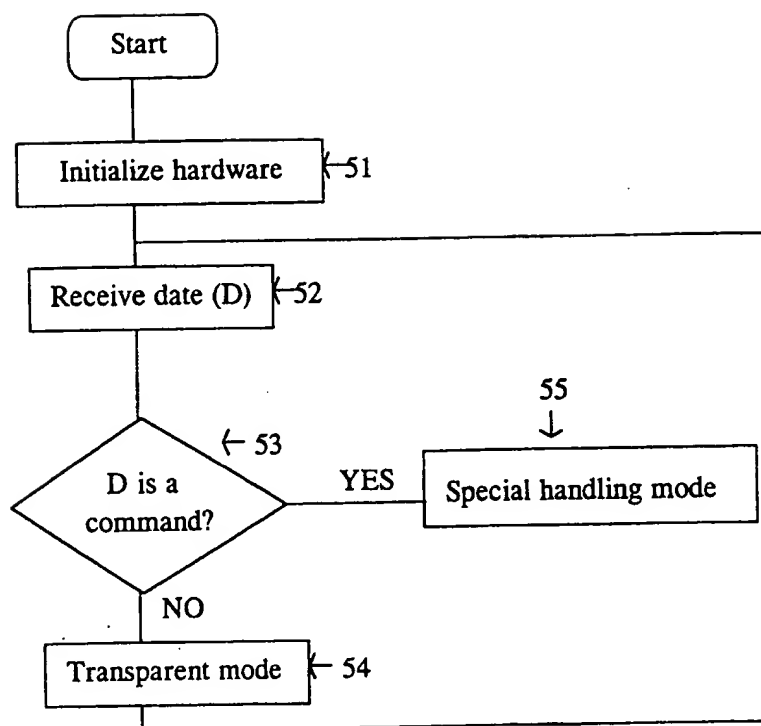 Start
Initialize hardware
←51
Receive date (D)
←52
55
↓
← 53
D is a
command?
YES
Special handling mode
NO
Transparent mode
←54